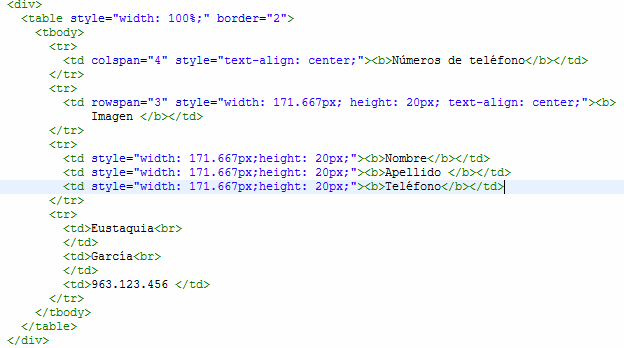 <div>
<table style="width: 100%;" border="2">
<tbody>
<tr>
<td colspan="4" style="text-align: center;"><b>Números de teléfono</b></td>
</tr>
<tr>
<td rowspan="3" style="width: 171.667px; height: 20px; text-align: center;"><b>
Imagen </b></td>
</tr>
<tr>
<td style="width: 171.667px;height: 20px;"><b>Nombre</b></td>
<td style="width: 171.667px;height: 20px;"><b>Apellido </b></td>
<td style="width: 171.667px;height: 20px;"><b>Teléfono</b></td>
</tr>
<tr>
<td>Eustaquia<br>
</td>
<td>García<br>
</td>
<td>963.123.456 </td>
</tr>
</tbody>
</table>
</div>